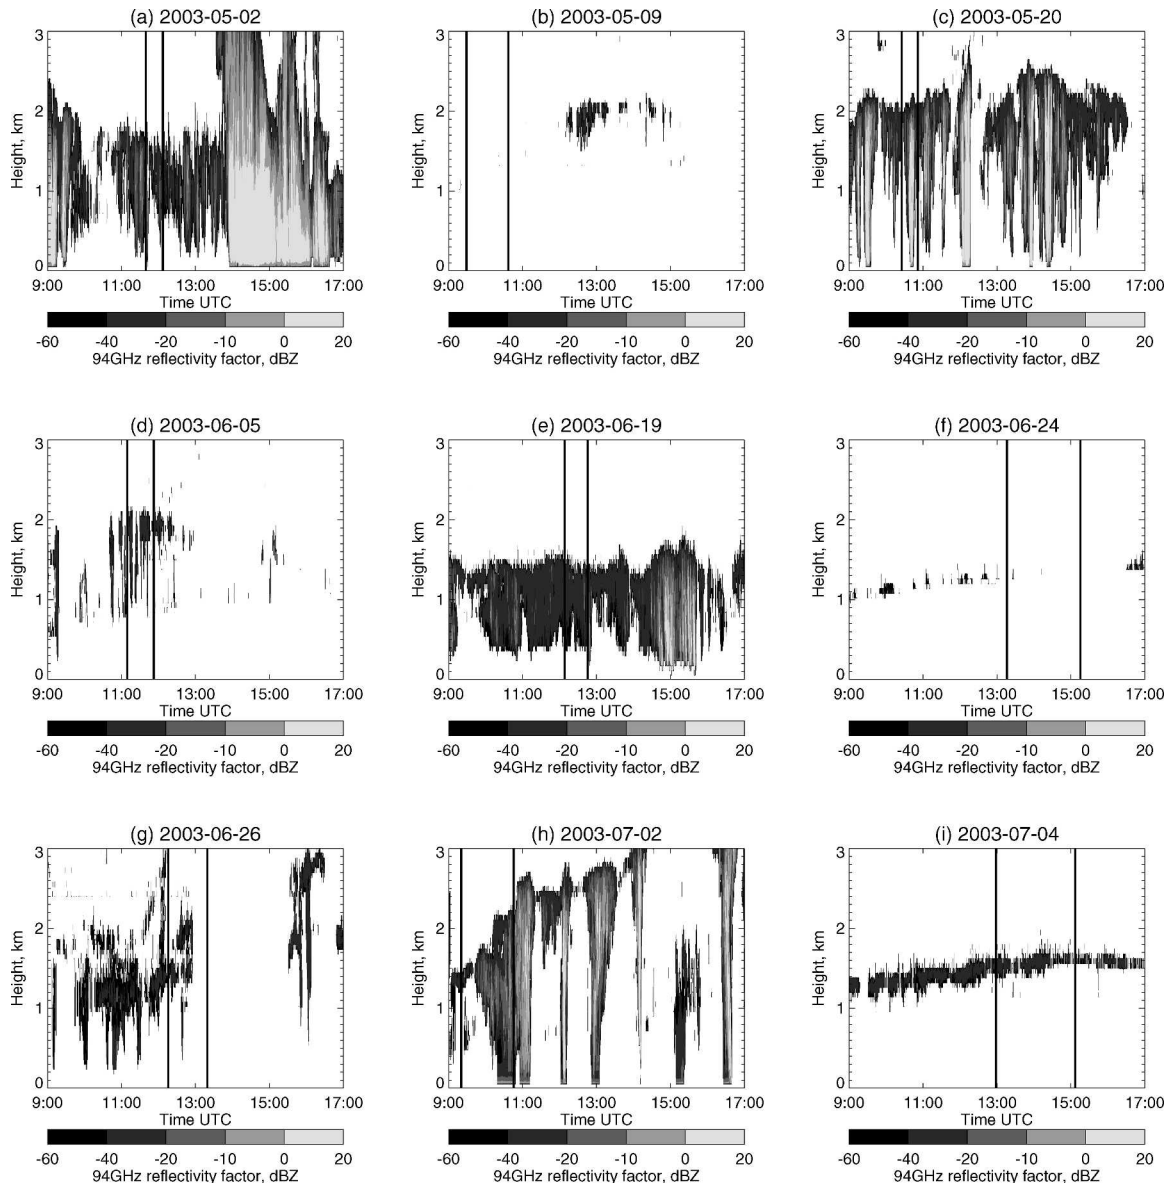 (a) 2003-05-02
3
2
1
0
Height, km
9:00 11:00 13:00 15:00 17:00
Time UTC
-60 -40 -20 -10 0 20
94GHz reflectivity factor, dBZ
(b) 2003-05-09
3
2
1
0
Height, km
9:00 11:00 13:00 15:00 17:00
Time UTC
-60 -40 -20 -10 0 20
94GHz reflectivity factor, dBZ
(c) 2003-05-20
3
2
1
0
Height, km
9:00 11:00 13:00 15:00 17:00
Time UTC
-60 -40 -20 -10 0 20
94GHz reflectivity factor, dBZ
(d) 2003-06-05
3
2
1
0
Height, km
9:00 11:00 13:00 15:00 17:00
Time UTC
-60 -40 -20 -10 0 20
94GHz reflectivity factor, dBZ
(e) 2003-06-19
3
2
1
0
Height, km
9:00 11:00 13:00 15:00 17:00
Time UTC
-60 -40 -20 -10 0 20
94GHz reflectivity factor, dBZ
(f) 2003-06-24
3
2
1
0
Height, km
9:00 11:00 13:00 15:00 17:00
Time UTC
-60 -40 -20 -10 0 20
94GHz reflectivity factor, dBZ
(g) 2003-06-26
3
2
1
0
Height, km
9:00 11:00 13:00 15:00 17:00
Time UTC
-60 -40 -20 -10 0 20
94GHz reflectivity factor, dBZ
(h) 2003-07-02
3
2
1
0
Height, km
9:00 11:00 13:00 15:00 17:00
Time UTC
-60 -40 -20 -10 0 20
94GHz reflectivity factor, dBZ
(i) 2003-07-04
3
2
1
0
Height, km
9:00 11:00 13:00 15:00 17:00
Time UTC
-60 -40 -20 -10 0 20
94GHz reflectivity factor, dBZ